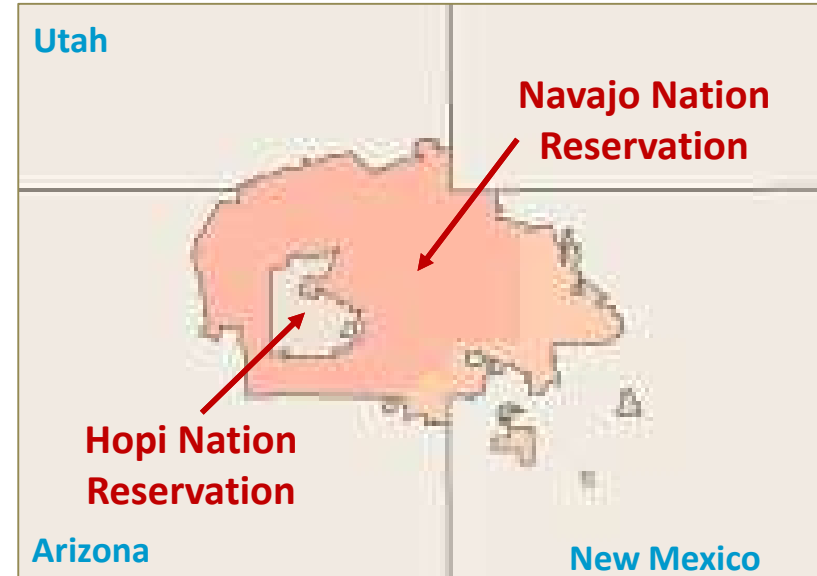 Utah
Navajo Nation
Reservation
Hopi Nation
Reservation
Arizona
New Mexico